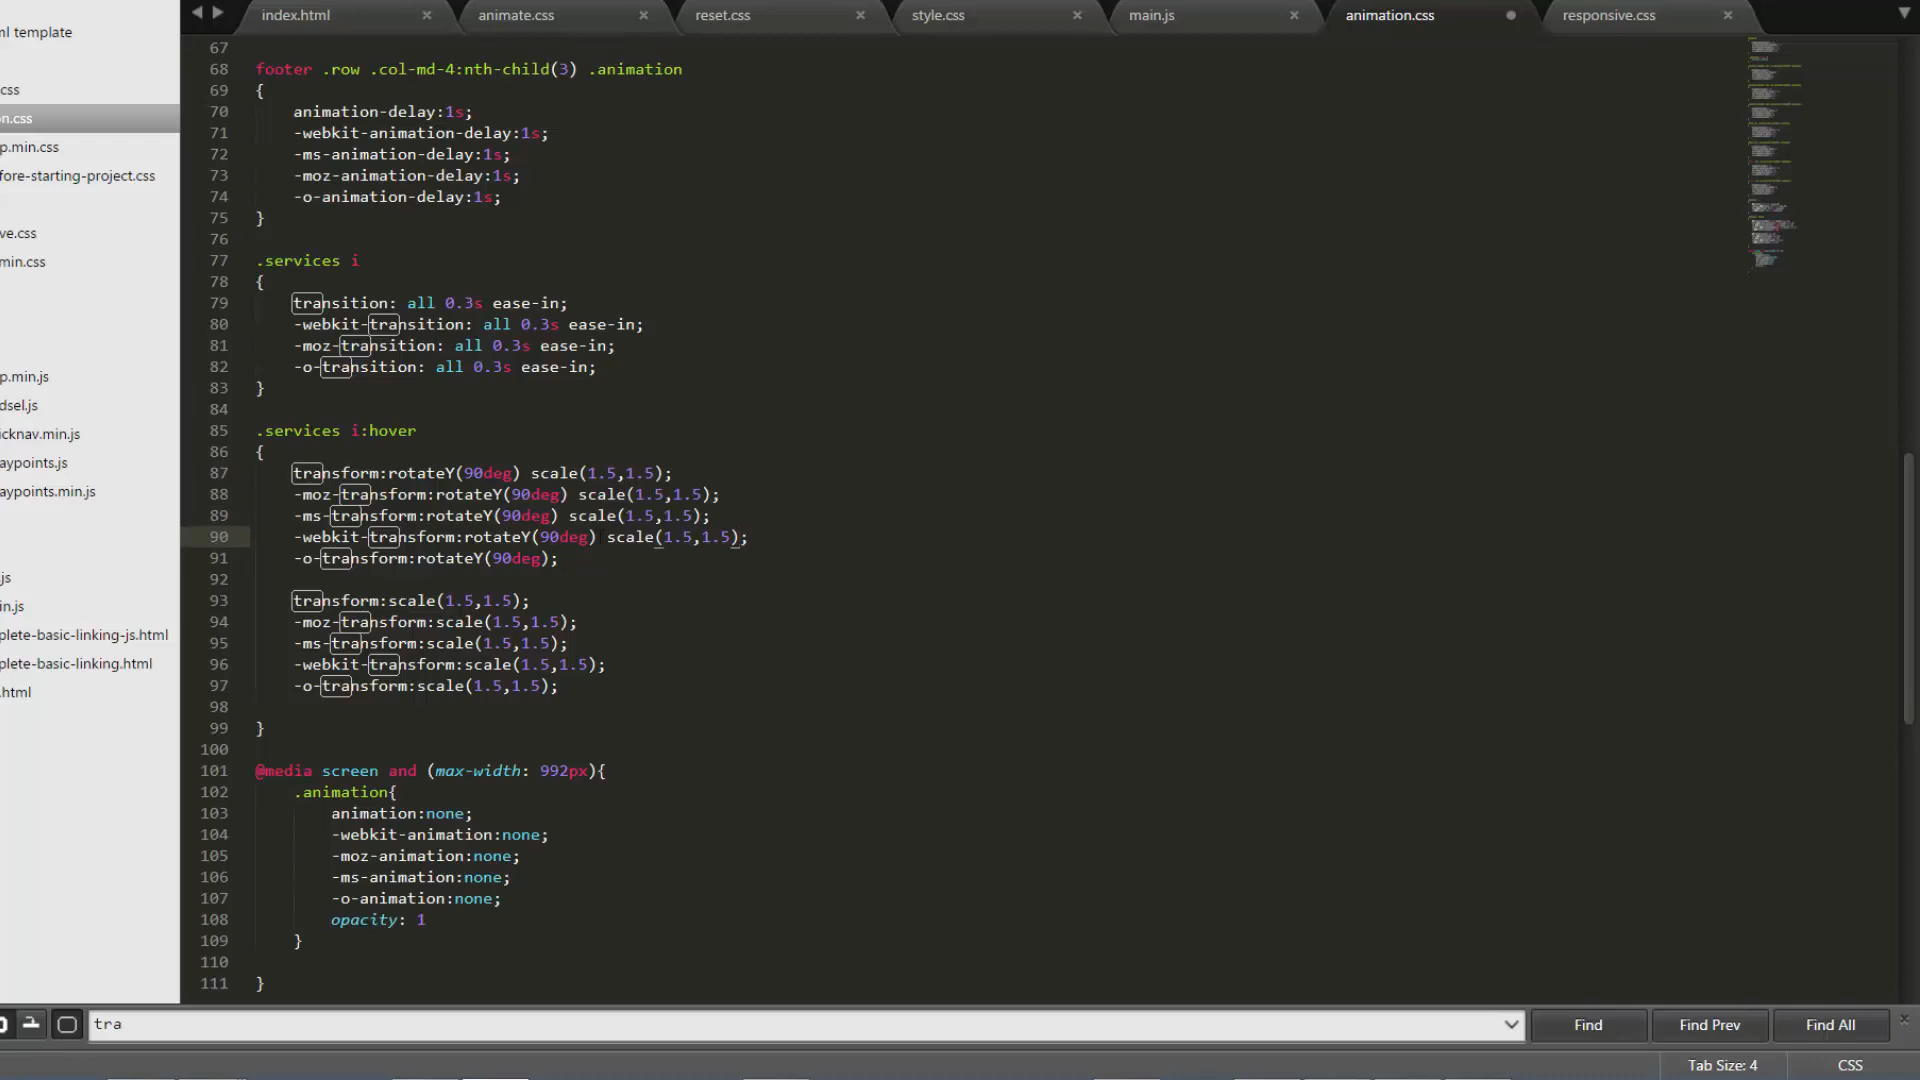 index.html × animate.css × reset.css × style.css × main.js × animation.css responsive.css ×
ml template
css
on.css
p.min.css
fore-starting-project.css
ve.css
min.css
p.min.js
dsel.js
icknav.min.js
aypoints.js
aypoints.min.js
js
in.js
plete-basic-linking-js.html
plete-basic-linking.html
.html
67
68 footer .row .col-md-4:nth-child(3) .animation
69 {
70 animation-delay:1s;
71 -webkit-animation-delay:1s;
72 -ms-animation-delay:1s;
73 -moz-animation-delay:1s;
74 -o-animation-delay:1s;
75 }
76
77 .services i
78 {
79 transition: all 0.3s ease-in;
80 -webkit-transition: all 0.3s ease-in;
81 -moz-transition: all 0.3s ease-in;
82 -o-transition: all 0.3s ease-in;
83 }
84
85 .services i:hover
86 {
87 transform:rotateY(90deg) scale(1.5,1.5);
88 -moz-transform:rotateY(90deg) scale(1.5,1.5);
89 -ms-transform:rotateY(90deg) scale(1.5,1.5);
90 -webkit-transform:rotateY(90deg) scale(1.5,1.5);
91 -o-transform:rotateY(90deg);
92
93 transform:scale(1.5,1.5);
94 -moz-transform:scale(1.5,1.5);
95 -ms-transform:scale(1.5,1.5);
96 -webkit-transform:scale(1.5,1.5);
97 -o-transform:scale(1.5,1.5);
98
99 }
100
101 @media screen and (max-width: 992px){
102 .animation{
103 animation:none;
104 -webkit-animation:none;
105 -moz-animation:none;
106 -ms-animation:none;
107 -o-animation:none;
108 opacity: 1
109 }
110
111 }
tra Find Find Prev Find All ×
Tab Size: 4 CSS